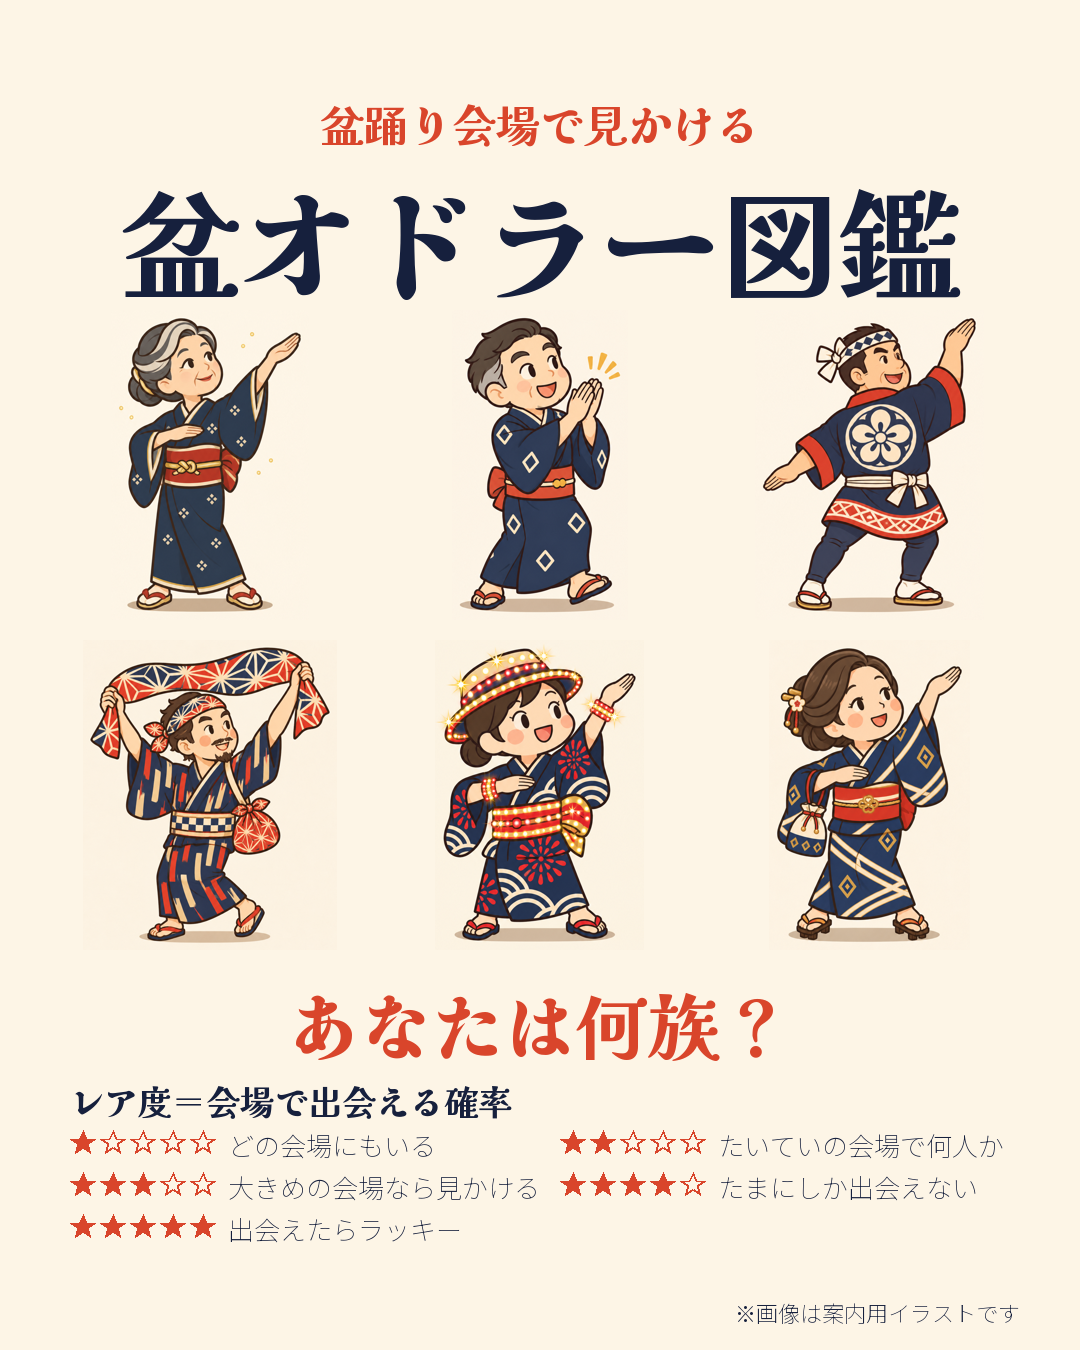 盆踊り会場で見かける
盆オドラー図鑑
あなたは何族？
レア度＝会場で出会える確率
★☆☆☆☆ どの会場にもいる
★★☆☆☆ たいていの会場で何人か
★★★☆☆ 大きめの会場なら見かける
★★★★☆ たまにしか出会えない
★★★★★ 出会えたらラッキー
※画像は案内用イラストです